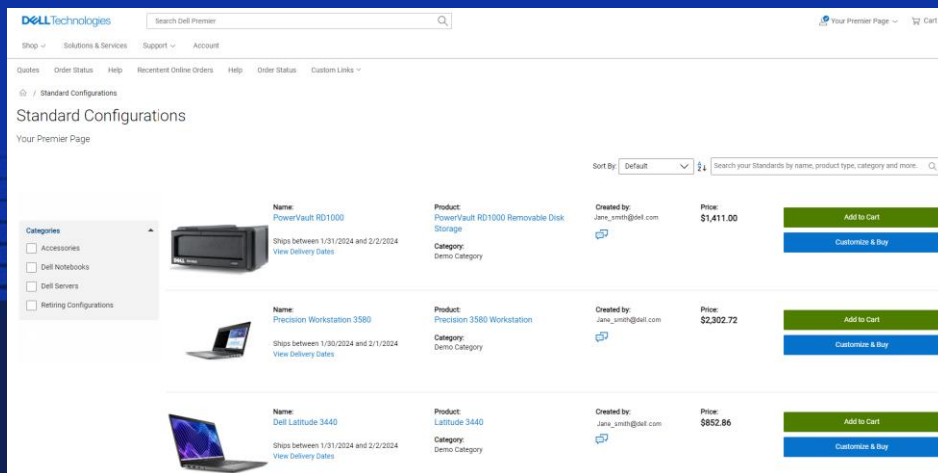 DELLTechnologies
Search Dell Premier
Your Premier Page
Cart
Shop
Solutions & Services
Support
Account
Quotes
Order Status
Help
Recentent Online Orders
Help
Order Status
Custom Links
/ Standard Configurations
Standard Configurations
Your Premier Page
Sort By: Default
Search your Standards by name, product type, category and more.
Categories
Accessories
Dell Notebooks
Dell Servers
Retiring Configurations
DELL
Name:
PowerVault RD1000
Ships between 1/31/2024 and 2/2/2024
View Delivery Dates
Product:
PowerVault RD1000 Removable Disk
Storage
Category:
Demo Category
Created by:
Jane_smith@dell.com
Price:
$1,411.00
Add to Cart
Customize & Buy
Name:
Precision Workstation 3580
Ships between 1/30/2024 and 2/1/2024
View Delivery Dates
Product:
Precision 3580 Workstation
Category:
Demo Category
Created by:
Jane_smith@dell.com
Price:
$2,302.72
Add to Cart
Customize & Buy
Name:
Dell Latitude 3440
Ships between 1/31/2024 and 2/2/2024
View Delivery Dates
Product:
Latitude 3440
Category:
Demo Category
Created by:
Jane_smith@dell.com
Price:
$852.86
Add to Cart
Customize & Buy